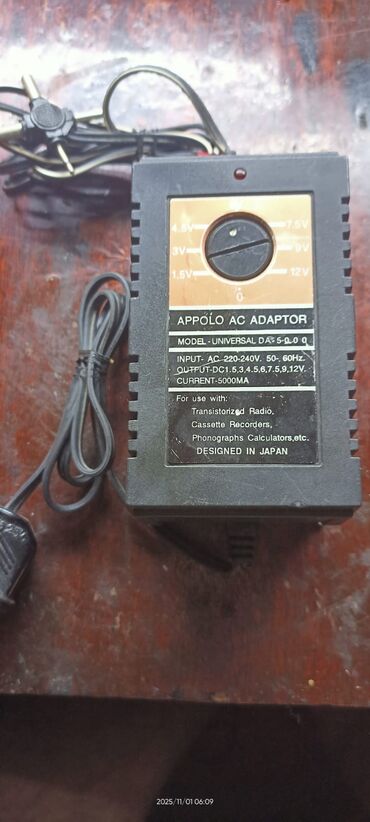 4.5V 7.5V
3V 9V
1.5V 12V
0
APPOLO AC ADAPTOR
MODEL-UNIVERSAL DA-5000
INPUT- AC 220-240V. 50-60Hz.
OUTPUT-DC1.5,3,4.5,6,7.5,9,12V.
CURRENT-5000MA
For use with:
Transistorized Radio,
Cassette Recorders,
Phonographs Calculators,etc.
DESIGNED IN JAPAN
2025/11/01 06:09